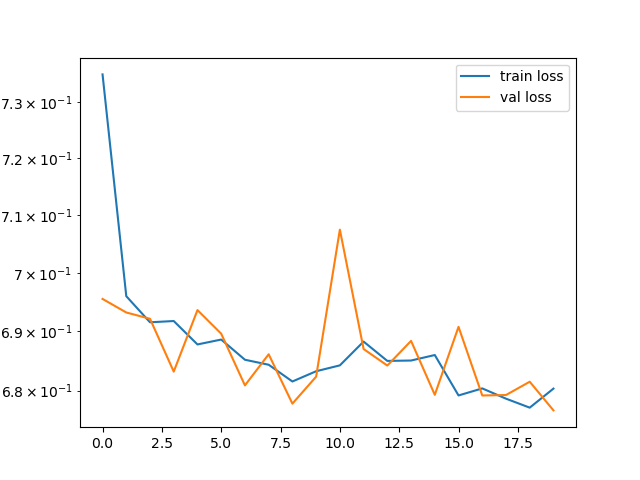 train loss
val loss
7.3 × 10⁻¹
7.2 × 10⁻¹
7.1 × 10⁻¹
7 × 10⁻¹
6.9 × 10⁻¹
6.8 × 10⁻¹
0.0 2.5 5.0 7.5 10.0 12.5 15.0 17.5